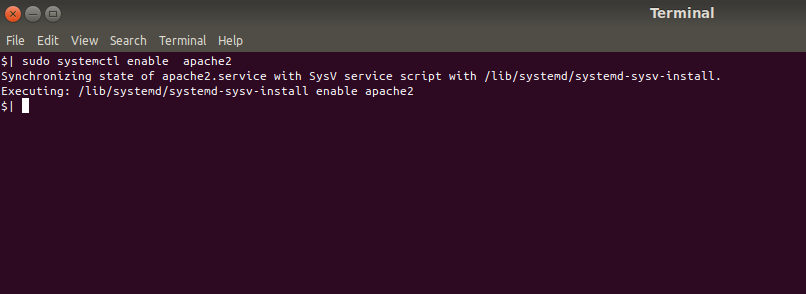 Terminal
File Edit View Search Terminal Help
$| sudo systemctl enable  apache2
Synchronizing state of apache2.service with SysV service script with /lib/systemd/systemd-sysv-install.
Executing: /lib/systemd/systemd-sysv-install enable apache2
$|